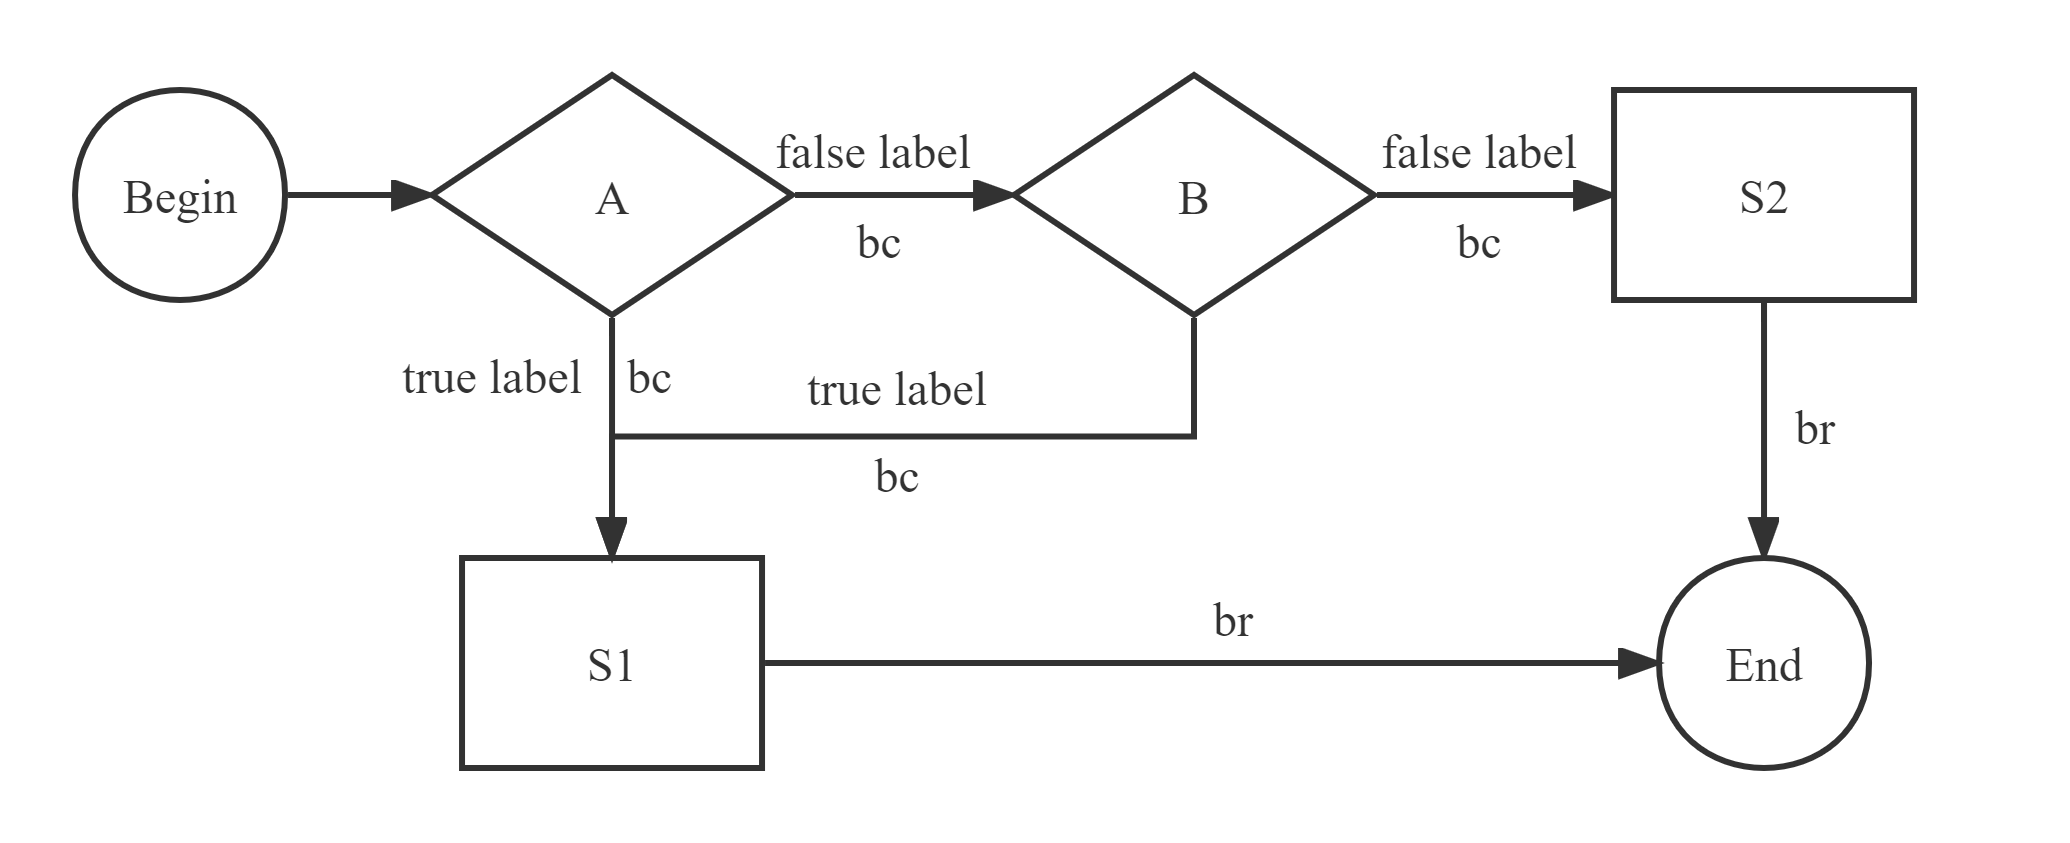 Begin
A
false label
bc
B
false label
bc
S2
true label
bc
true label
bc
br
S1
br
End